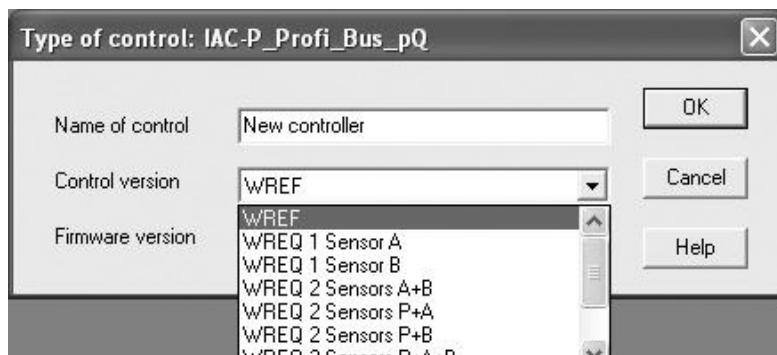 Type of control: IAC-P_Profi_Bus_pQ
Name of control New controller OK
Control version WREF Cancel
WREF
WREQ 1 Sensor A
Firmware version WREQ 1 Sensor B Help
WREQ 2 Sensors A+B
WREQ 2 Sensors P+A
WREQ 2 Sensors P+B